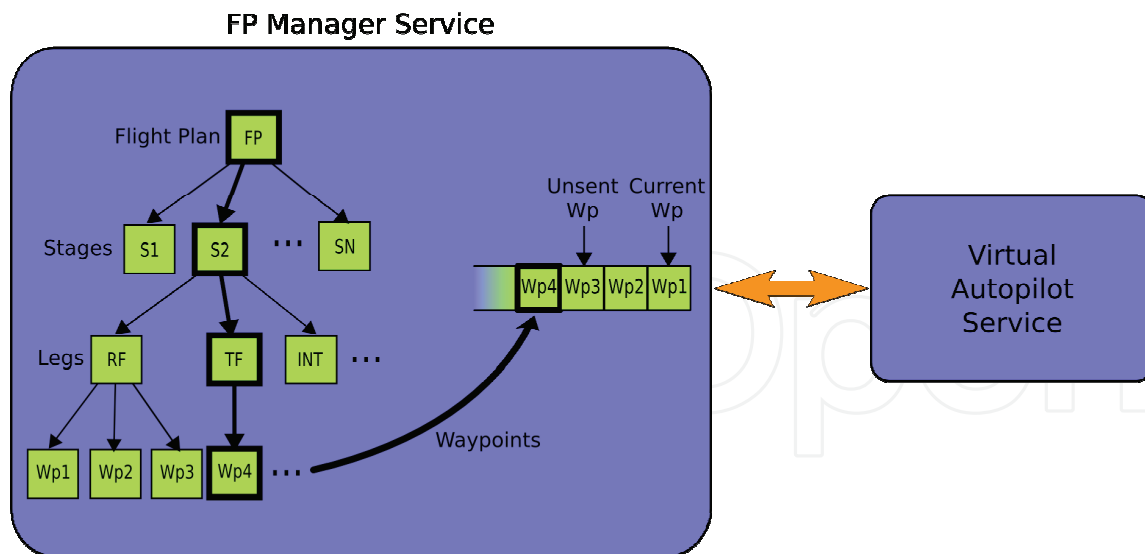 FP Manager Service
Flight Plan
FP
Unsent
Wp
Current
Wp
Stages
S1
S2
...
SN
Wp4
Wp3
Wp2
Wp1
Virtual
Autopilot
Service
Legs
RF
TF
INT
...
Waypoints
Wp1
Wp2
Wp3
Wp4
...
Open